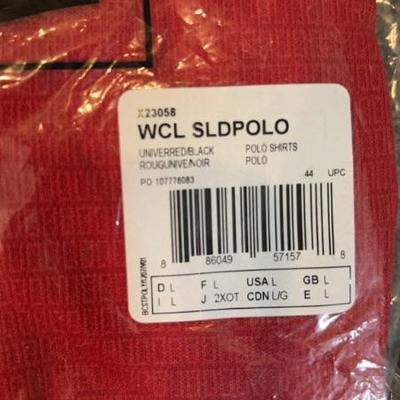 X23058
WCL SLDPOLO
UNIVERRED/BLACK POLO SHIRTS
ROUGUNIVE/NOIR POLO
PO 107776083 44 UPC
8 86049 57157 8
D L F L USA L GB L
I L J 2XOT CDN L/G E L